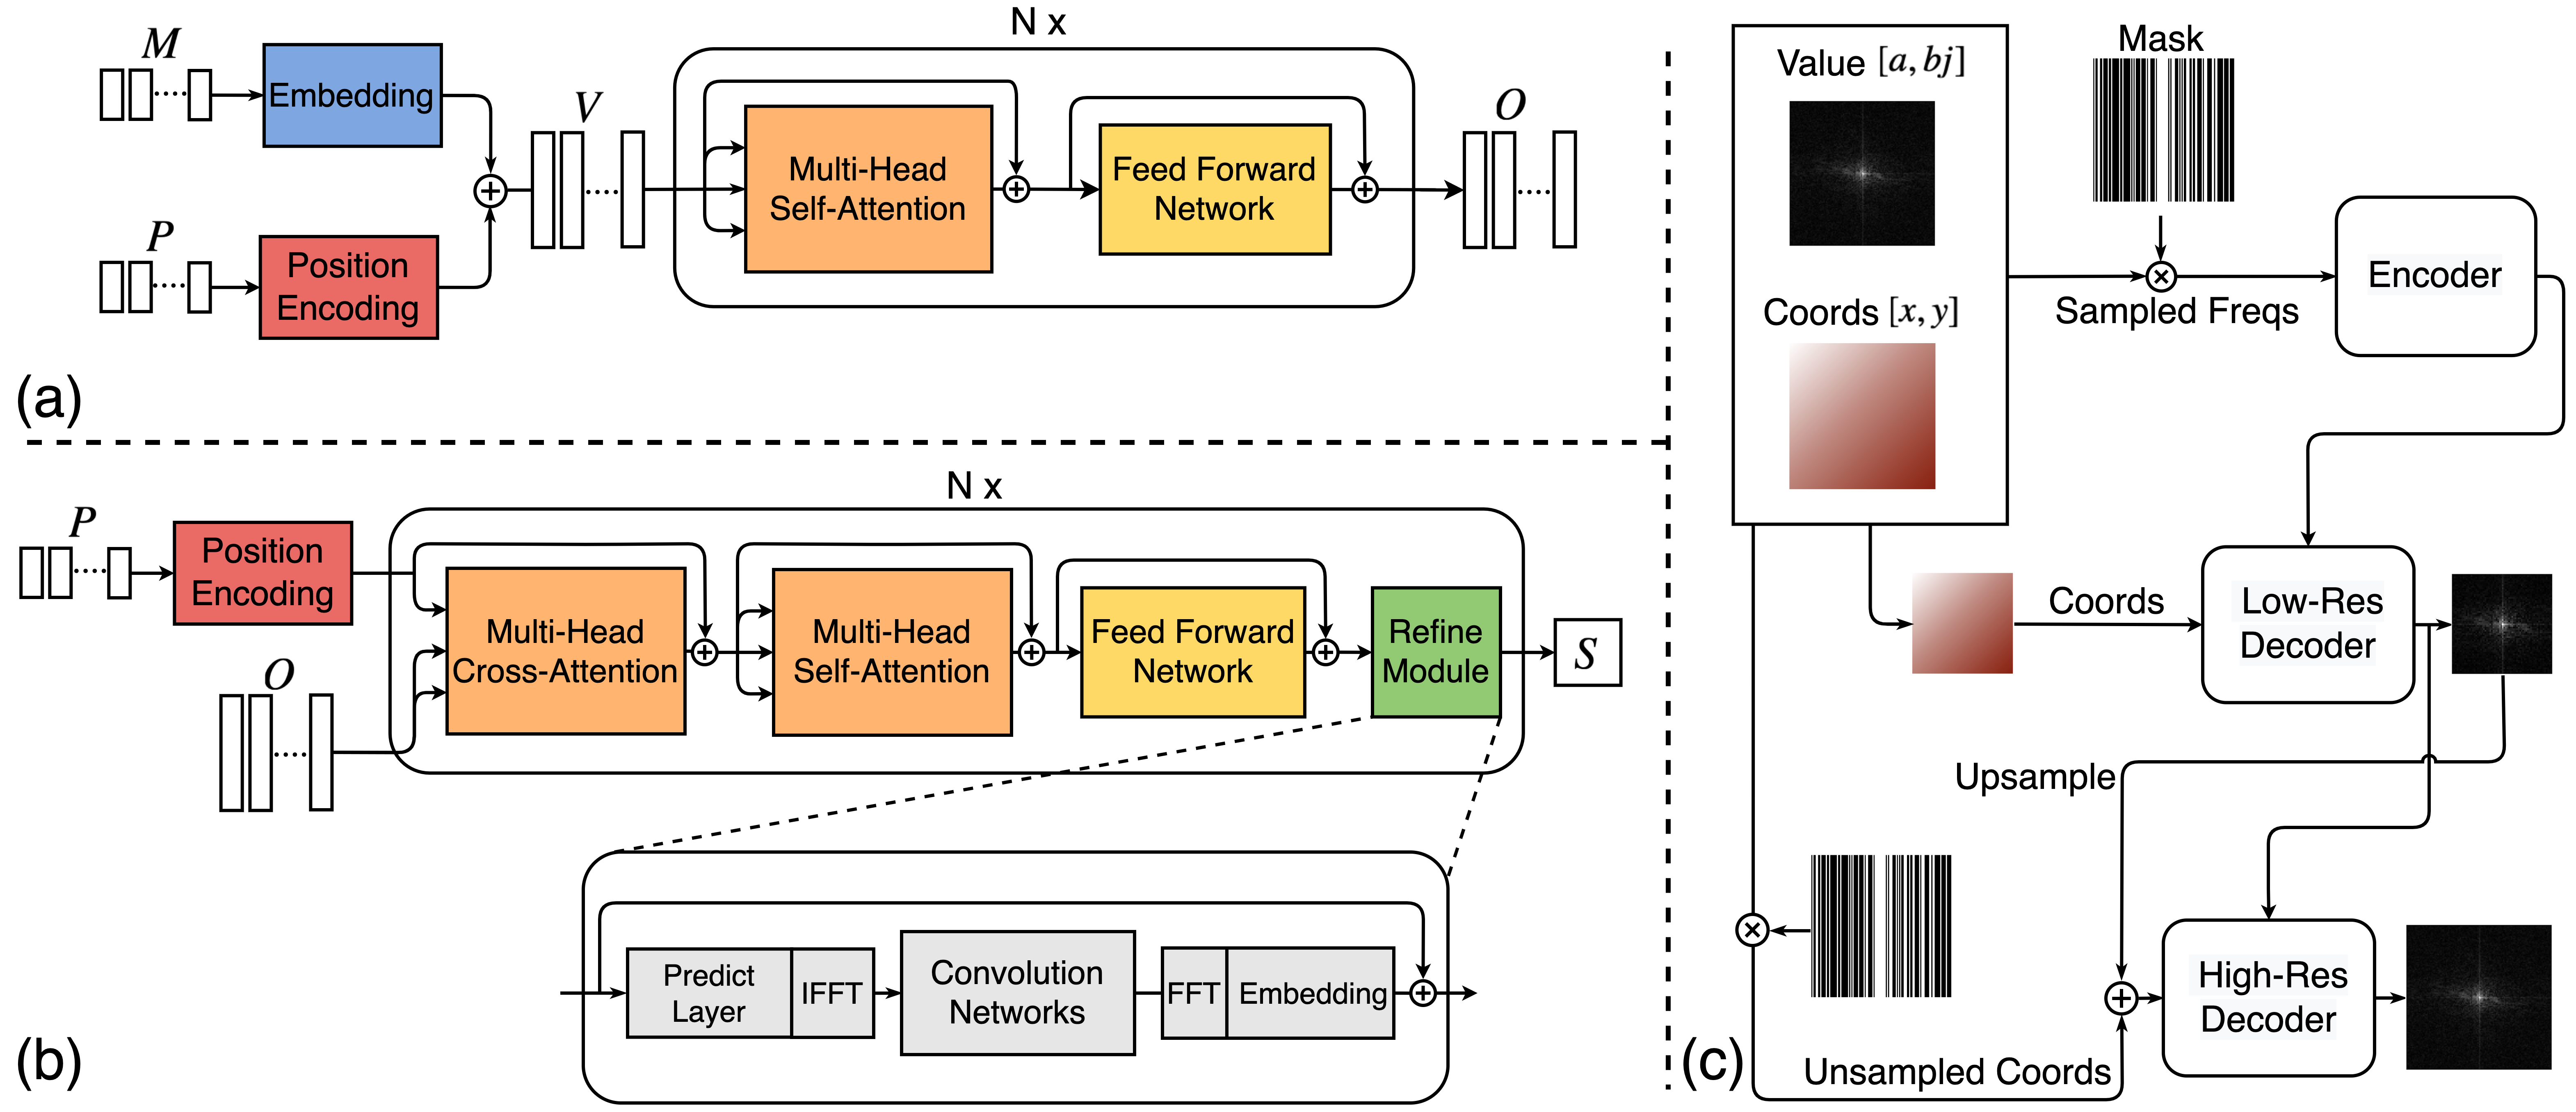 N x
M
Embedding
V
O
Multi-Head
Self-Attention
Feed Forward
Network
P
Position
Encoding
(a)
N x
P
Position
Encoding
O
Multi-Head
Cross-Attention
Multi-Head
Self-Attention
Feed Forward
Network
Refine
Module
S
Predict
Layer
IFFT
Convolution
Networks
FFT
Embedding
(b)
Value [a, bj]
Mask
Coords [x, y]
Sampled Freqs
Encoder
Coords
Low-Res
Decoder
Upsample
High-Res
Decoder
Unsampled Coords
(c)